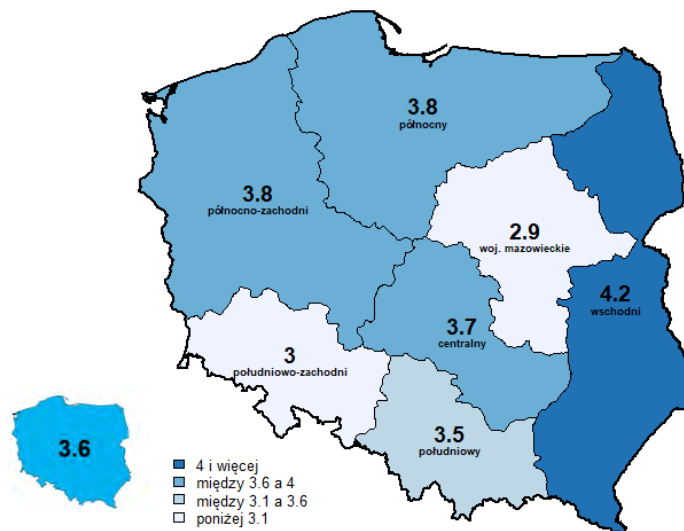 3.8
północny
3.8
północno-zachodni
2.9
woj. mazowieckie
4.2
wschodni
3.7
centralny
3
południowo-zachodni
3.5
południowy
3.6
4 i więcej
między 3.6 a 4
między 3.1 a 3.6
poniżej 3.1